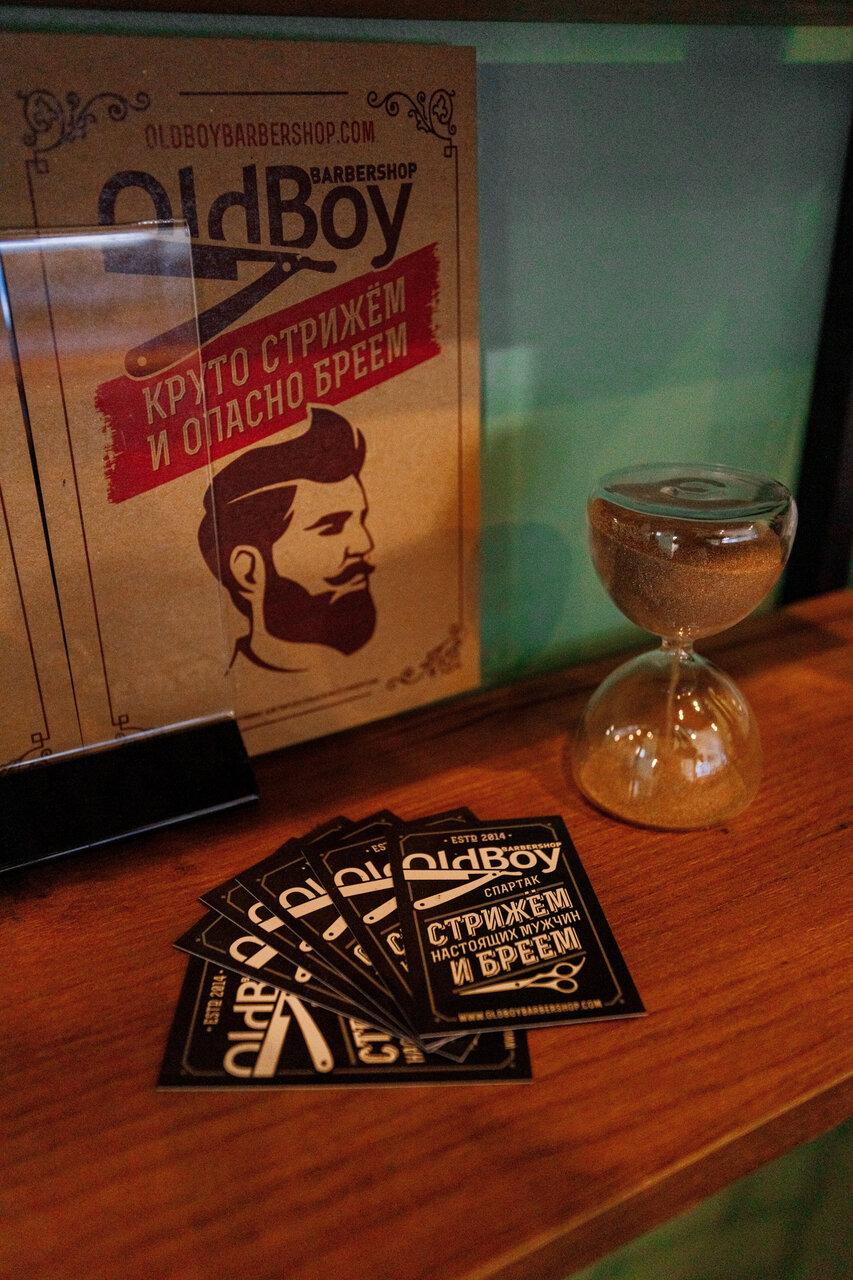 OLDBOYBARBERSHOP.COM
BARBERSHOP
OldBoy
КРУТО СТРИЖЁМ
И ОПАСНО БРЕЕМ
· ESTD 2014 ·
BARBERSHOP
OldBoy
СПАРТАК
СТРИЖЁМ
НАСТОЯЩИХ МУЖЧИН
И БРЕЕМ
WWW.OLDBOYBARBERSHOP.COM
· ESTD 2014 ·
OldB